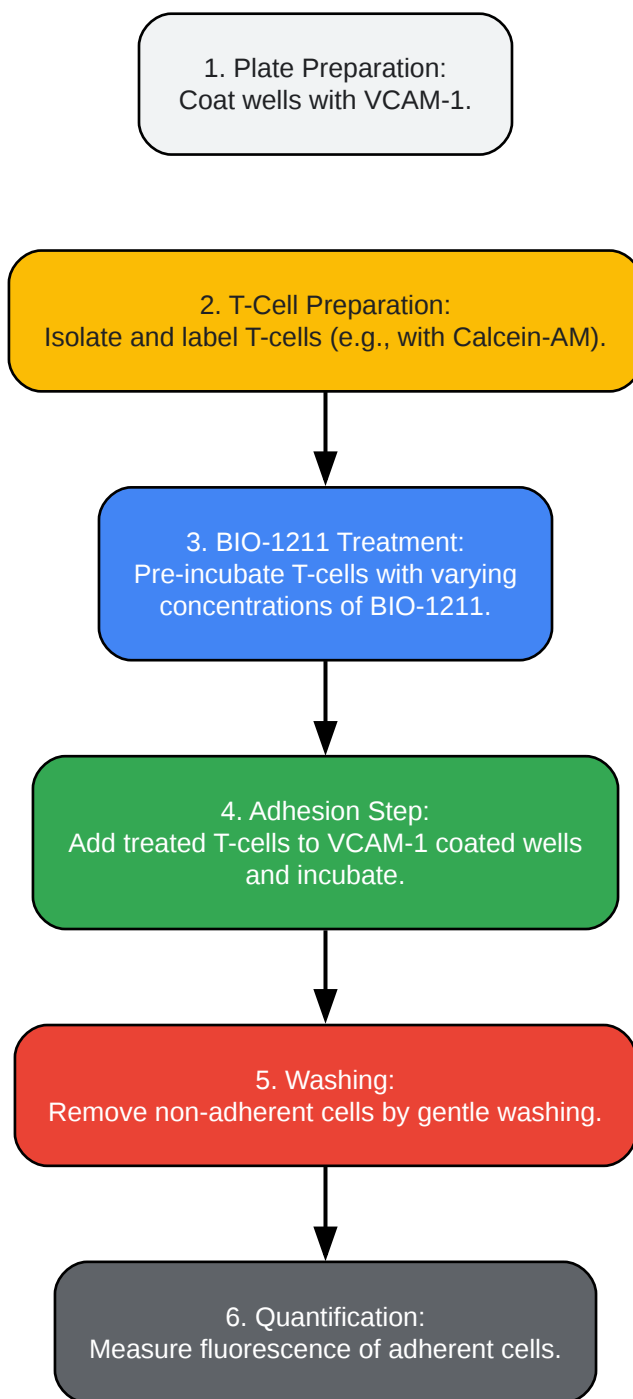 1. Plate Preparation:
Coat wells with VCAM-1.
2. T-Cell Preparation:
Isolate and label T-cells (e.g., with Calcein-AM).
3. BIO-1211 Treatment:
Pre-incubate T-cells with varying
concentrations of BIO-1211.
4. Adhesion Step:
Add treated T-cells to VCAM-1 coated wells
and incubate.
5. Washing:
Remove non-adherent cells by gentle washing.
6. Quantification:
Measure fluorescence of adherent cells.